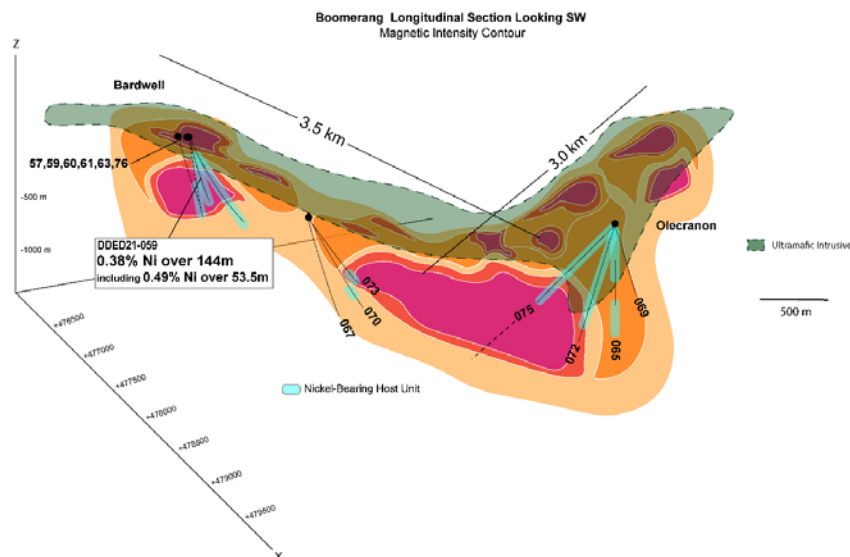 Boomerang Longitudinal Section Looking SW
Magnetic Intensity Contour
Z
Bardwell
3.5 km
3.0 km
57,59,60,61,63,76
-500 m
-1000 m
DDED21-059
0.38% Ni over 144m
including 0.49% Ni over 53.5m
Olecranon
Ultramafic Intrusive
500 m
073
070
067
075
072
065
069
Nickel-Bearing Host Unit
+476500
+477000
+477500
+478000
+478500
+479000
+479500